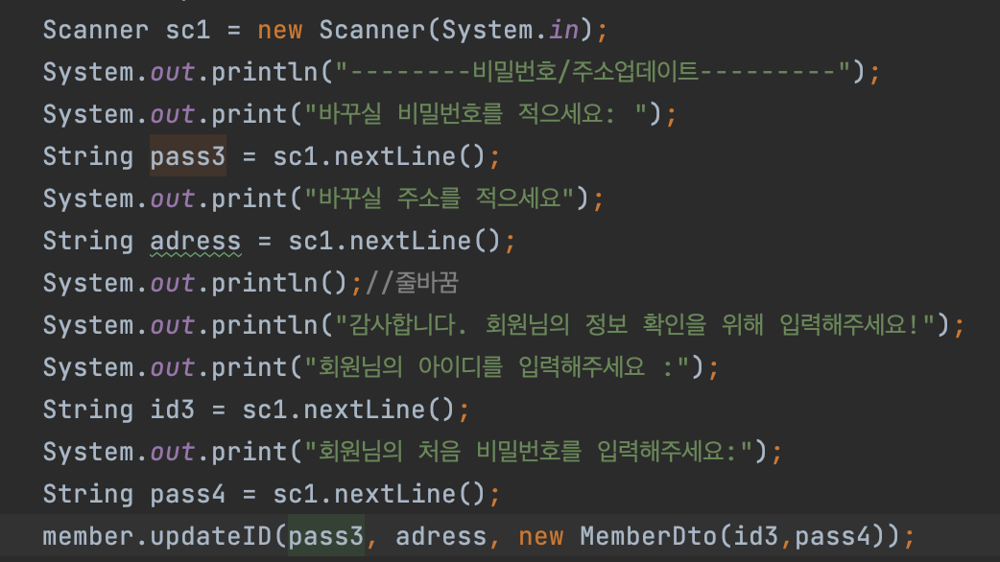 Scanner sc1 = new Scanner(System.in);
System.out.println("--------비밀번호/주소업데이트---------");
System.out.print("바꾸실 비밀번호를 적으세요: ");
String pass3 = sc1.nextLine();
System.out.print("바꾸실 주소를 적으세요");
String adress = sc1.nextLine();
System.out.println();//줄바꿈
System.out.println("감사합니다. 회원님의 정보 확인을 위해 입력해주세요!");
System.out.print("회원님의 아이디를 입력해주세요 :");
String id3 = sc1.nextLine();
System.out.print("회원님의 처음 비밀번호를 입력해주세요:");
String pass4 = sc1.nextLine();
member.updateID(pass3, adress, new MemberDto(id3,pass4));